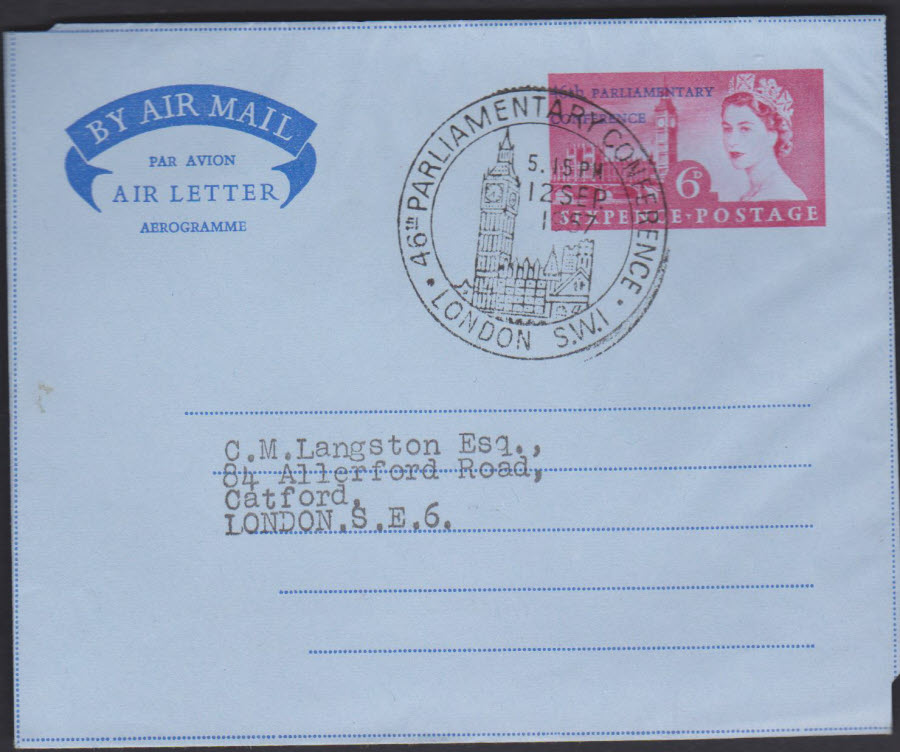 BY AIR MAIL
PAR AVION
AIR LETTER
AEROGRAMME
46th PARLIAMENTARY
CONFERENCE
6D
SIXPENCE·POSTAGE
46TH PARLIAMENTARY CONFERENCE
5.15 PM
12 SEP
1957
LONDON S.W.1
C.M.Langston Esq.,
84 Allerford Road,
Catford,
LONDON.S.E.6.